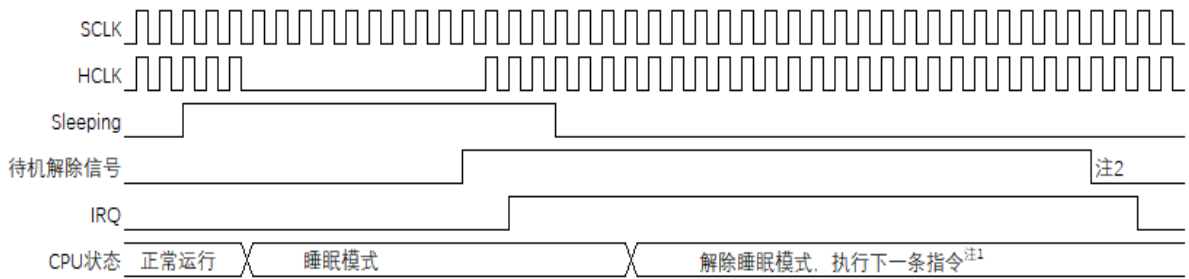 SCLK
HCLK
Sleeping
待机解除信号 注2
IRQ
CPU状态 正常运行 睡眠模式 解除睡眠模式，执行下一条指令注1